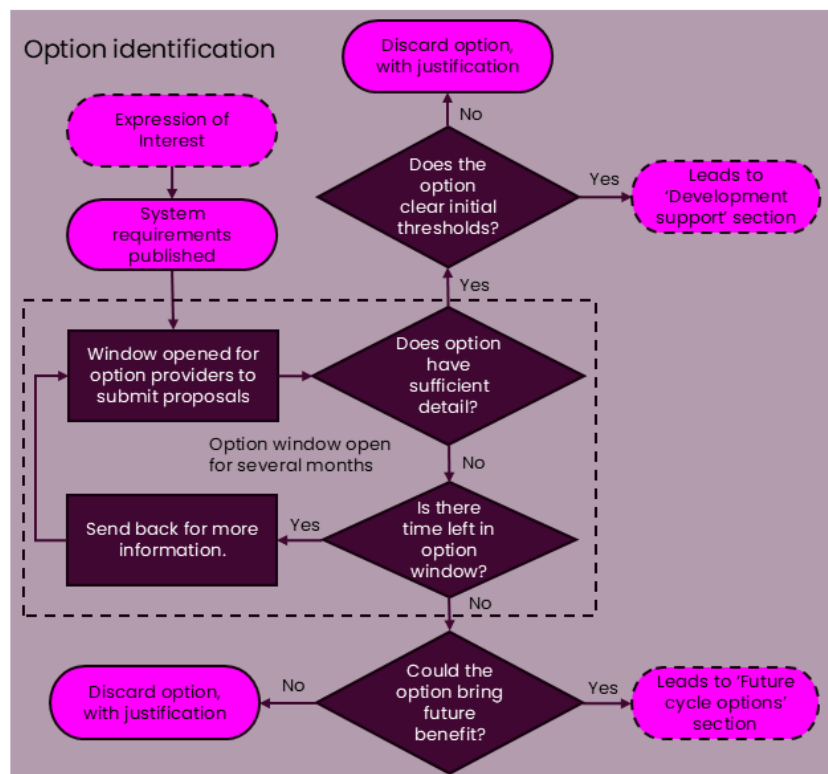 Option identification
Discard option,
with justification
Expression of
Interest
No
Does the
option
clear initial
thresholds?
Yes
Leads to
‘Development
support’ section
System
requirements
published
Yes
Window opened for
option providers to
submit proposals
Does option
have
sufficient
detail?
Option window open
for several months
No
Send back for more
information.
Yes
Is there
time left in
option
window?
No
Could the
option bring
future
benefit?
No
Discard option,
with justification
Yes
Leads to ‘Future
cycle options’
section